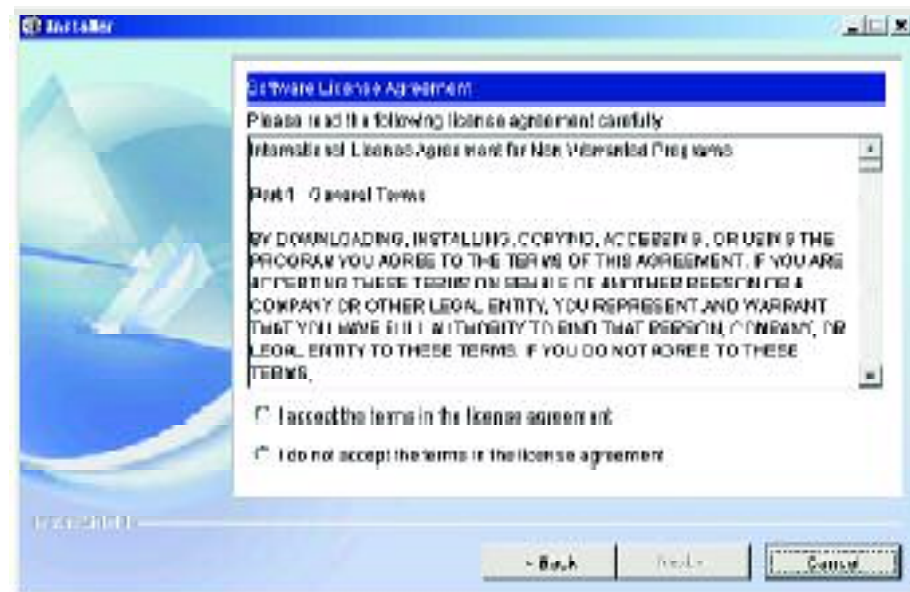 Installer
Software License Agreement
Please read the following license agreement carefully
International License Agreement for Non Warranted Programs
Part 1 General Terms
BY DOWNLOADING, INSTALLING, COPYING, ACCESSING, OR USING THE
PROGRAM YOU AGREE TO THE TERMS OF THIS AGREEMENT. IF YOU ARE
ACCEPTING THESE TERMS ON BEHALF OF ANOTHER PERSON OR A
COMPANY OR OTHER LEGAL ENTITY, YOU REPRESENT AND WARRANT
THAT YOU HAVE FULL AUTHORITY TO BIND THAT PERSON, COMPANY, OR
LEGAL ENTITY TO THESE TERMS. IF YOU DO NOT AGREE TO THESE
TERMS,
I accept the terms in the license agreement
I do not accept the terms in the license agreement
InstallShield
< Back
Next >
Cancel